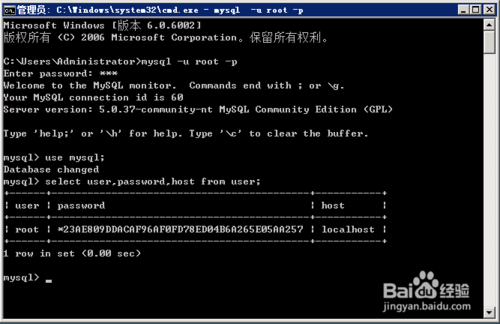 管理员: C:\Windows\system32\cmd.exe - mysql -u root -p
Microsoft Windows [版本 6.0.6002]
版权所有 (C) 2006 Microsoft Corporation。保留所有权利。
C:\Users\Administrator>mysql -u root -p
Enter password: ***
Welcome to the MySQL monitor.  Commands end with ; or \g.
Your MySQL connection id is 60
Server version: 5.0.37-community-nt MySQL Community Edition (GPL)
Type 'help;' or '\h' for help. Type '\c' to clear the buffer.
mysql> use mysql;
Database changed
mysql> select user,password,host from user;
+------+-------------------------------------------+-----------+
| user | password                                  | host      |
+------+-------------------------------------------+-----------+
| root | *23AE809DDACAF96AF0FD78ED04B6A265E05AA257 | localhost |
+------+-------------------------------------------+-----------+
1 row in set (0.00 sec)
mysql> _
Baidu 经验
jingyan.baidu.com